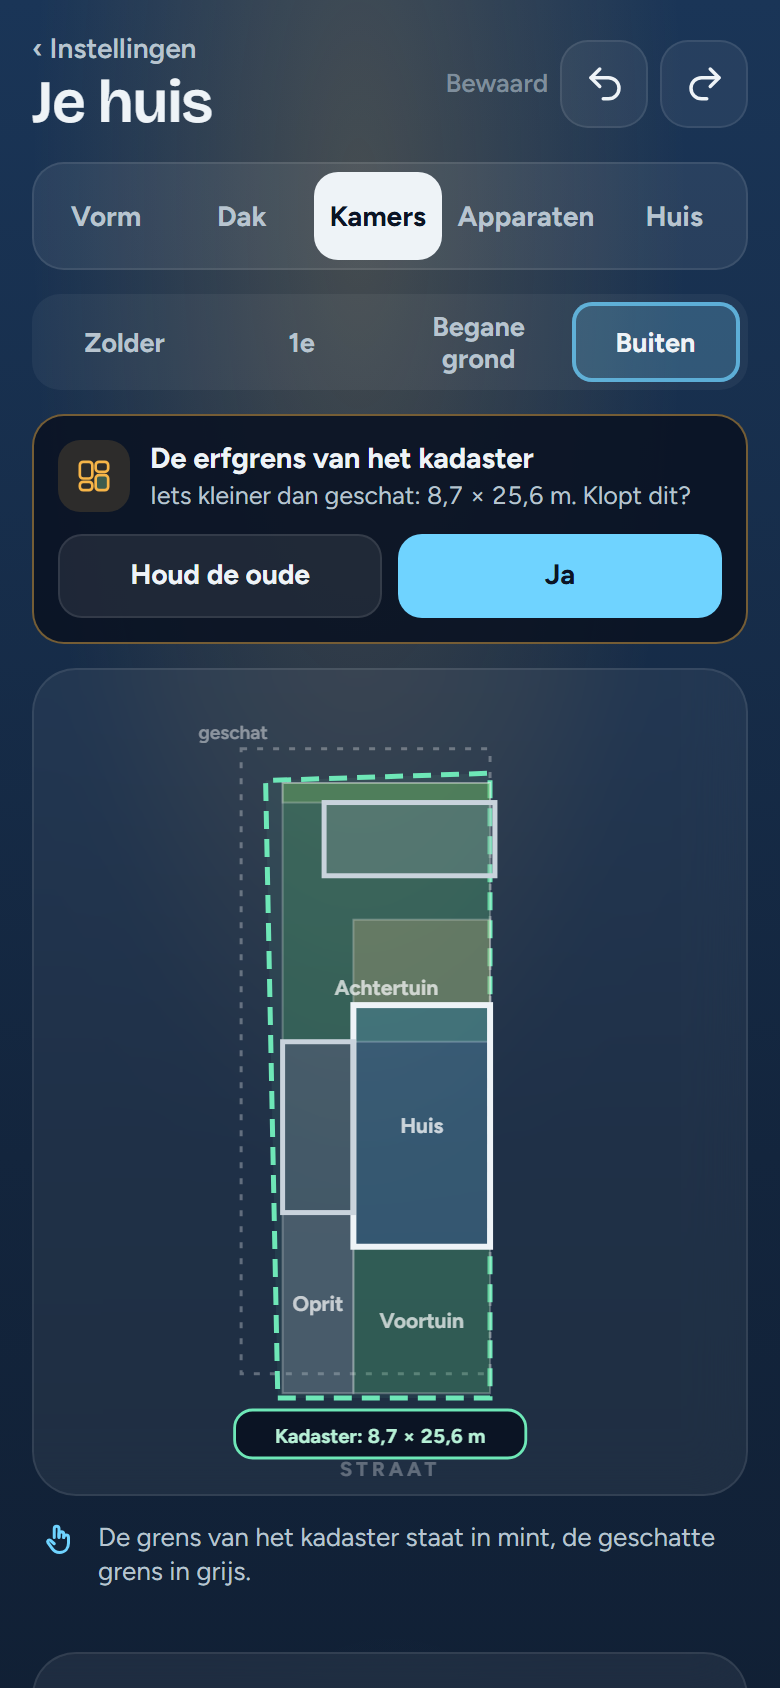 ‹ Instellingen
Je huis
Bewaard
Vorm
Dak
Kamers
Apparaten
Huis
Zolder
1e
Begane
grond
Buiten
De erfgrens van het kadaster
Iets kleiner dan geschat: 8,7 × 25,6 m. Klopt dit?
Houd de oude
Ja
geschat
Achtertuin
Huis
Oprit
Voortuin
Kadaster: 8,7 × 25,6 m
STRAAT
De grens van het kadaster staat in mint, de geschatte
grens in grijs.